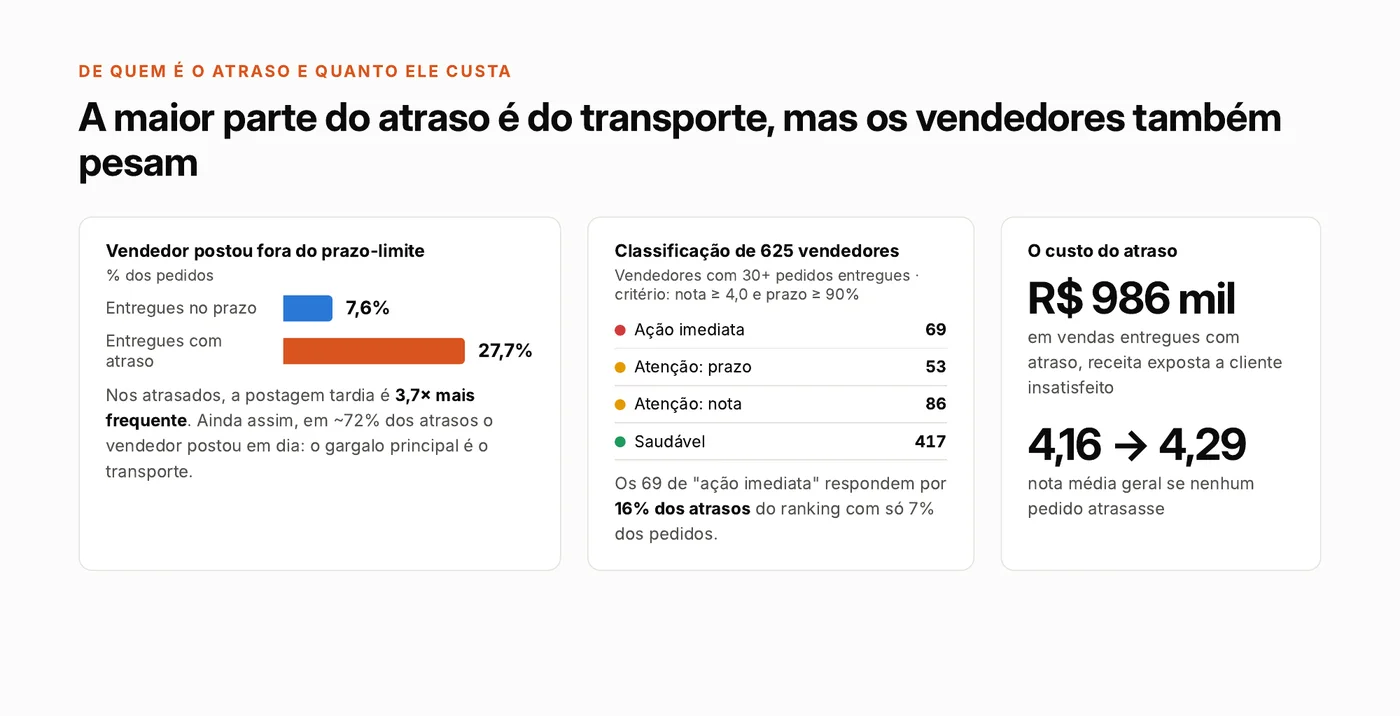 DE QUEM É O ATRASO E QUANTO ELE CUSTA
A maior parte do atraso é do transporte, mas os vendedores também
pesam
Vendedor postou fora do prazo-limite
% dos pedidos
Entregues no prazo
7,6%
Entregues com
atraso
27,7%
Nos atrasados, a postagem tardia é 3,7× mais
frequente. Ainda assim, em ~72% dos atrasos o
vendedor postou em dia: o gargalo principal é o
transporte.
Classificação de 625 vendedores
Vendedores com 30+ pedidos entregues ·
critério: nota ≥ 4,0 e prazo ≥ 90%
Ação imediata 69
Atenção: prazo 53
Atenção: nota 86
Saudável 417
Os 69 de "ação imediata" respondem por
16% dos atrasos do ranking com só 7%
dos pedidos.
O custo do atraso
R$ 986 mil
em vendas entregues com
atraso, receita exposta a cliente
insatisfeito
4,16 → 4,29
nota média geral se nenhum
pedido atrasasse